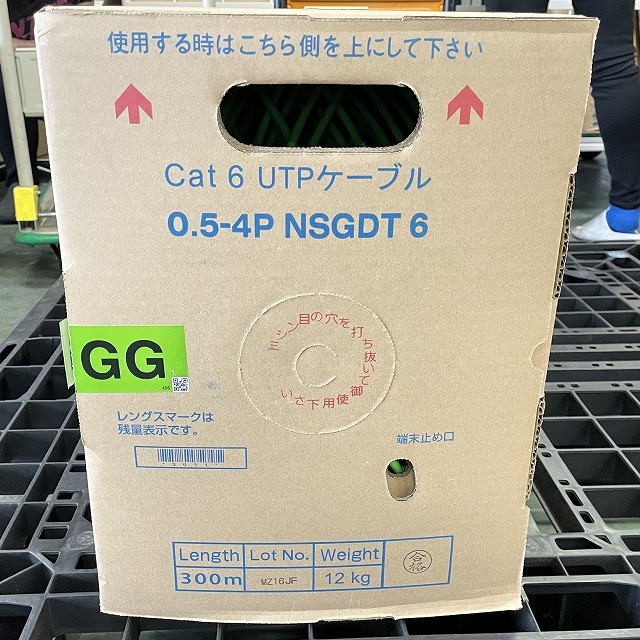 使用する時はこちら側を上にして下さい
Cat 6 UTPケーブル
0.5-4P NSGDT 6
ミシン目の穴を打ち抜いて御使用下さい
GG
レングスマークは
残量表示です。
端末止め口
Length Lot No. Weight 合格
300m MZ16JF 12 kg